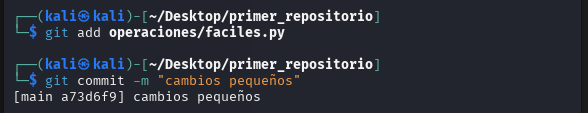 ┌──(kali㉿kali)-[~/Desktop/primer_repositorio]
└─$ git add operaciones/faciles.py
┌──(kali㉿kali)-[~/Desktop/primer_repositorio]
└─$ git commit -m "cambios pequeños"
[main a73d6f9] cambios pequeños